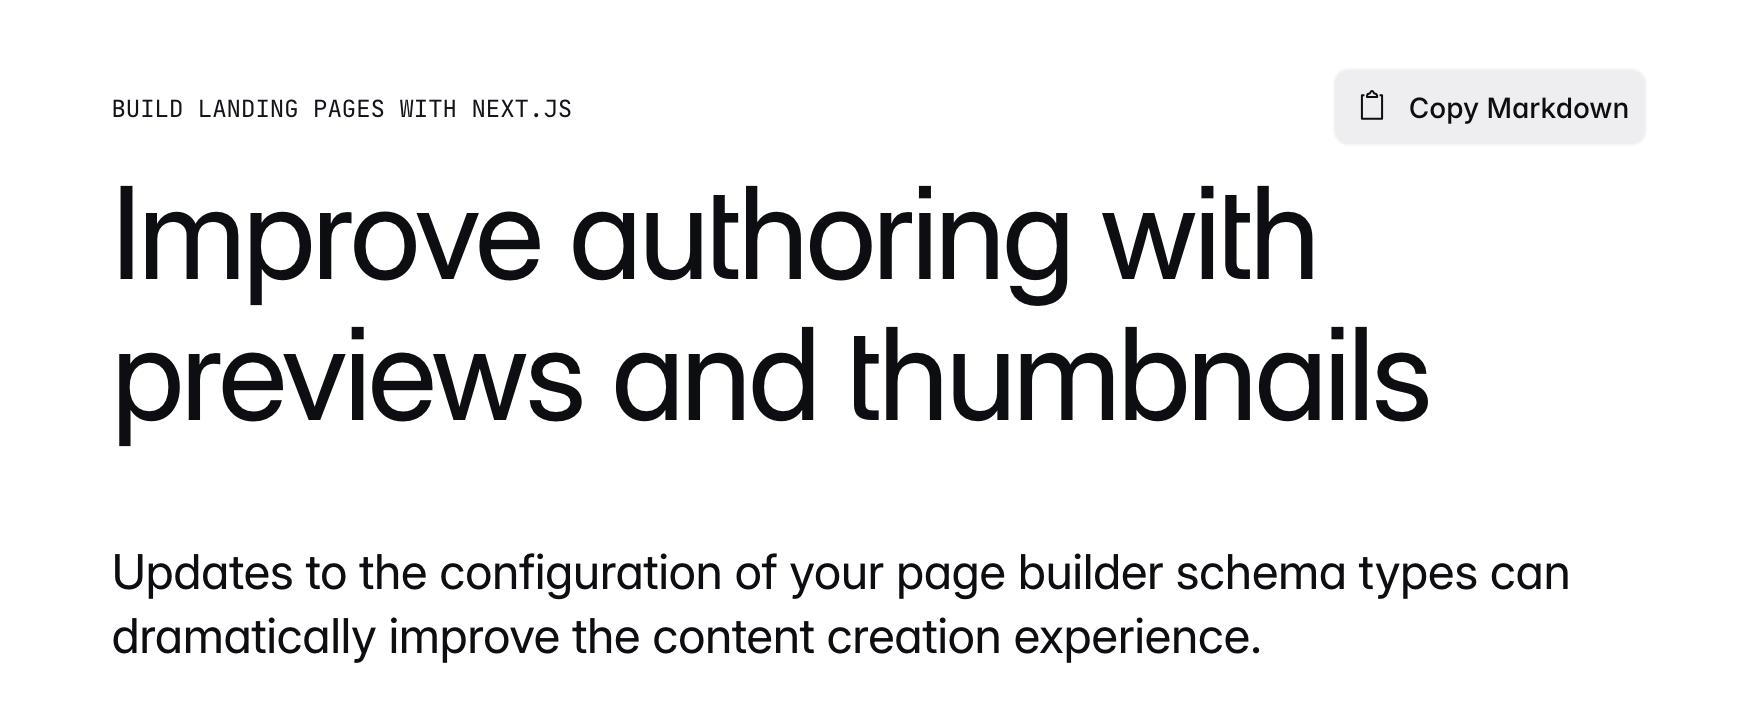 BUILD LANDING PAGES WITH NEXT.JS
Copy Markdown
Improve authoring with
previews and thumbnails
Updates to the configuration of your page builder schema types can
dramatically improve the content creation experience.